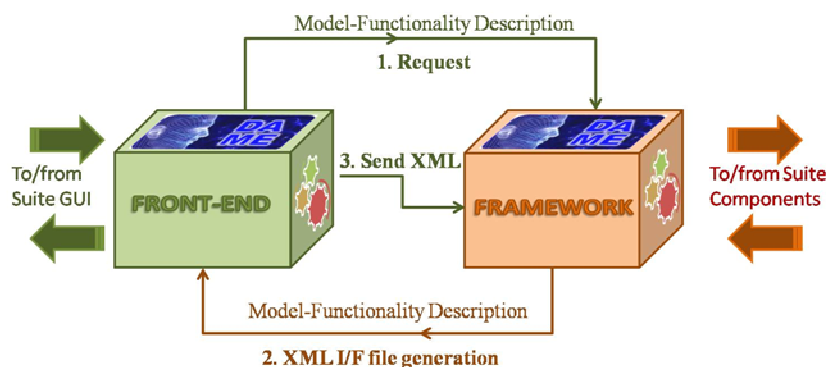 Model-Functionality Description
1. Request
DA
ME
DA
ME
To/from
Suite GUI
FRONT-END
3. Send XML
FRAMEWORK
To/from Suite
Components
Model-Functionality Description
2. XML I/F file generation